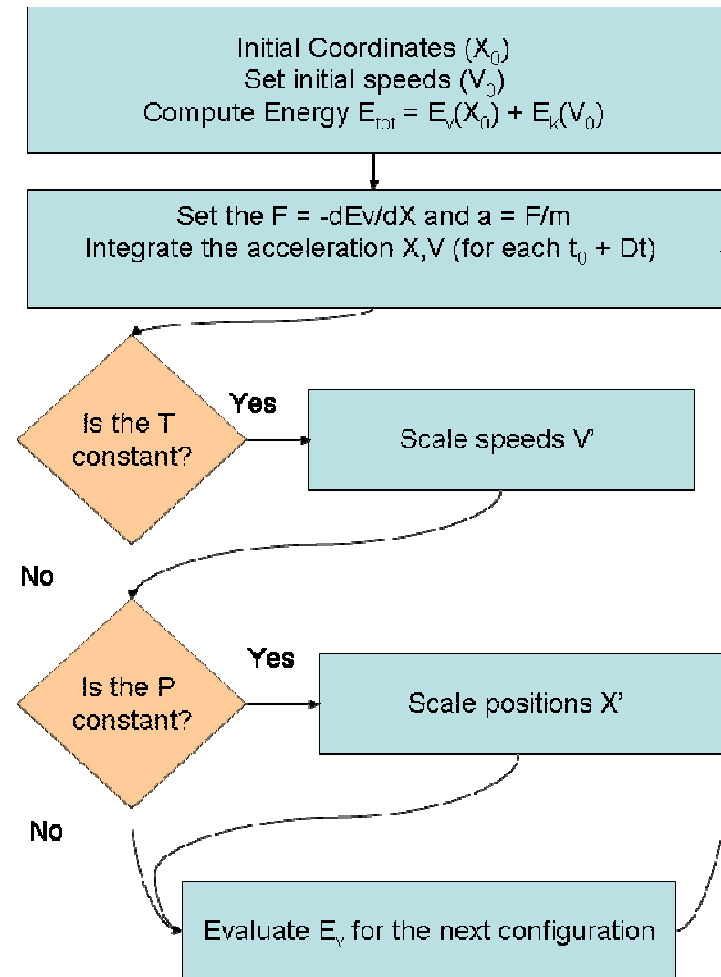 Initial Coordinates (X₀)
Set initial speeds (V₀)
Compute Energy Eₜₒₜ = Eᵥ(X₀) + Eₖ(V₀)
Set the F = -dEv/dX and a = F/m
Integrate the acceleration X,V (for each t₀ + Dt)
Is the T
constant?
Yes
Scale speeds V'
No
Is the P
constant?
Yes
Scale positions X'
No
Evaluate Eᵥ for the next configuration